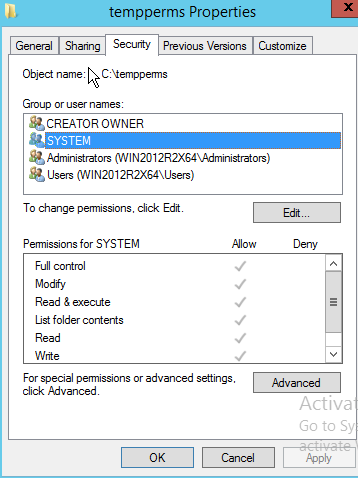 tempperms Properties
General Sharing Security Previous Versions Customize
Object name: C:\tempperms
Group or user names:
CREATOR OWNER
SYSTEM
Administrators (WIN2012R2X64\Administrators)
Users (WIN2012R2X64\Users)
To change permissions, click Edit.
Edit...
Permissions for SYSTEM Allow Deny
Full control
Modify
Read & execute
List folder contents
Read
Write
For special permissions or advanced settings,
click Advanced.
Advanced
Activat
Go to Sy
activate
OK Cancel Apply